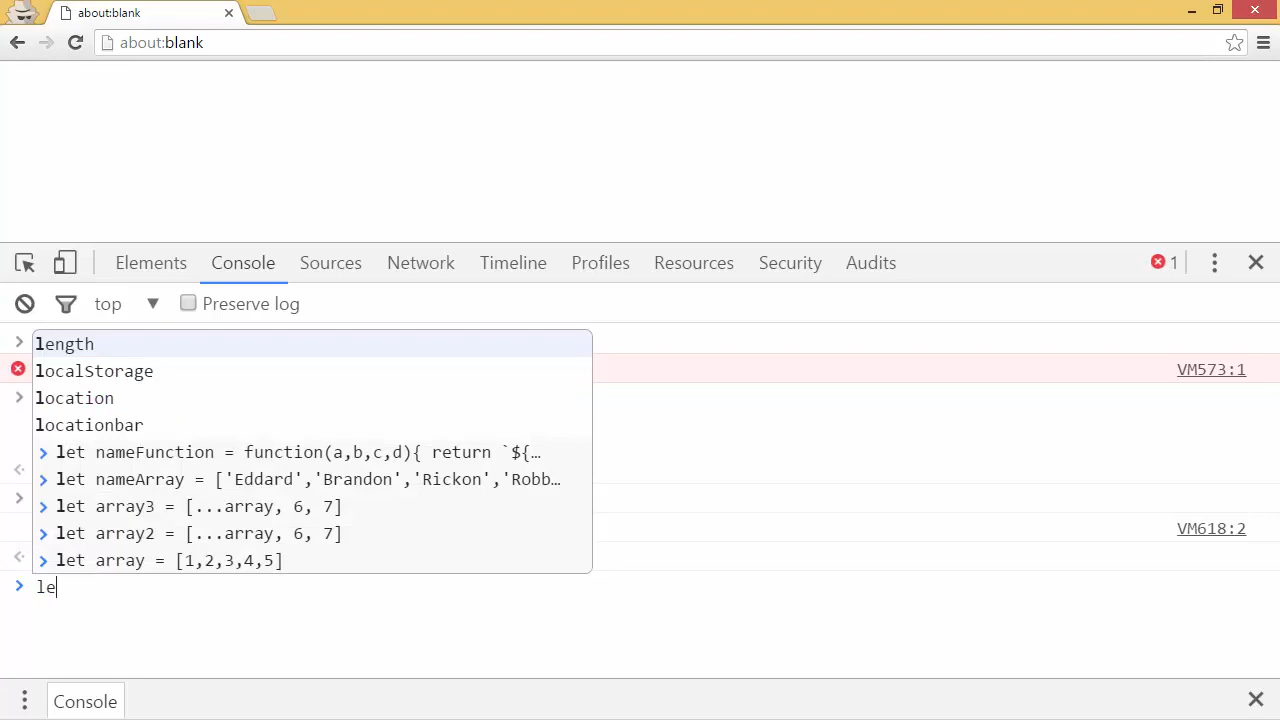 about:blank
about:blank
Elements Console Sources Network Timeline Profiles Resources Security Audits 1
top Preserve log
length
localStorage
VM573:1
location
locationbar
let nameFunction = function(a,b,c,d){ return `${…
let nameArray = ['Eddard','Brandon','Rickon','Robb…
let array3 = [...array, 6, 7]
let array2 = [...array, 6, 7]
VM618:2
let array = [1,2,3,4,5]
le
Console